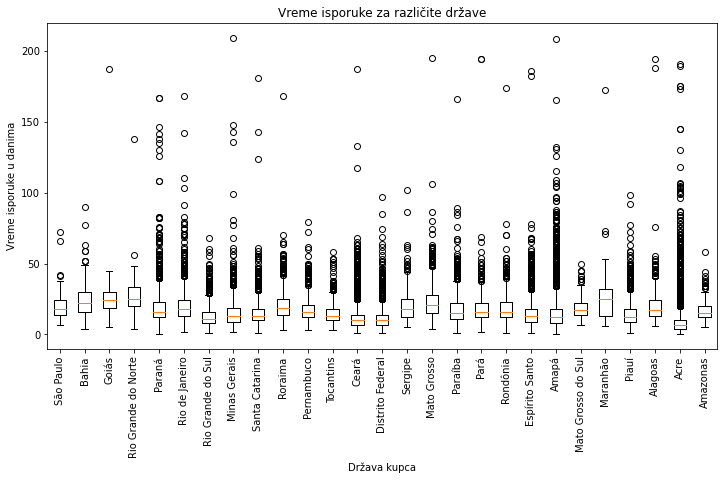 Vreme isporuke za različite države
Vreme isporuke u danima
200
150
100
50
0
São Paulo
Bahia
Goiás
Rio Grande do Norte
Paraná
Rio de Janeiro
Rio Grande do Sul
Minas Gerais
Santa Catarina
Roraima
Pernambuco
Tocantins
Ceará
Distrito Federal
Sergipe
Mato Grosso
Paraíba
Pará
Rondônia
Espírito Santo
Amapá
Mato Grosso do Sul
Maranhão
Piauí
Alagoas
Acre
Amazonas
Država kupca